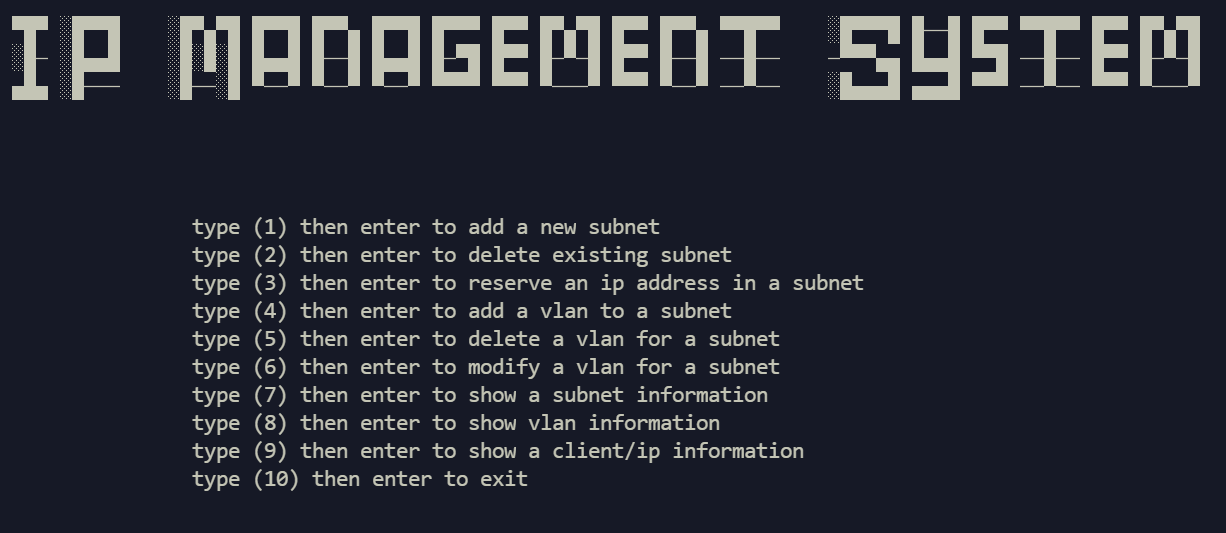 IP MANAGEMENT SYSTEM
type (1) then enter to add a new subnet
type (2) then enter to delete existing subnet
type (3) then enter to reserve an ip address in a subnet
type (4) then enter to add a vlan to a subnet
type (5) then enter to delete a vlan for a subnet
type (6) then enter to modify a vlan for a subnet
type (7) then enter to show a subnet information
type (8) then enter to show vlan information
type (9) then enter to show a client/ip information
type (10) then enter to exit